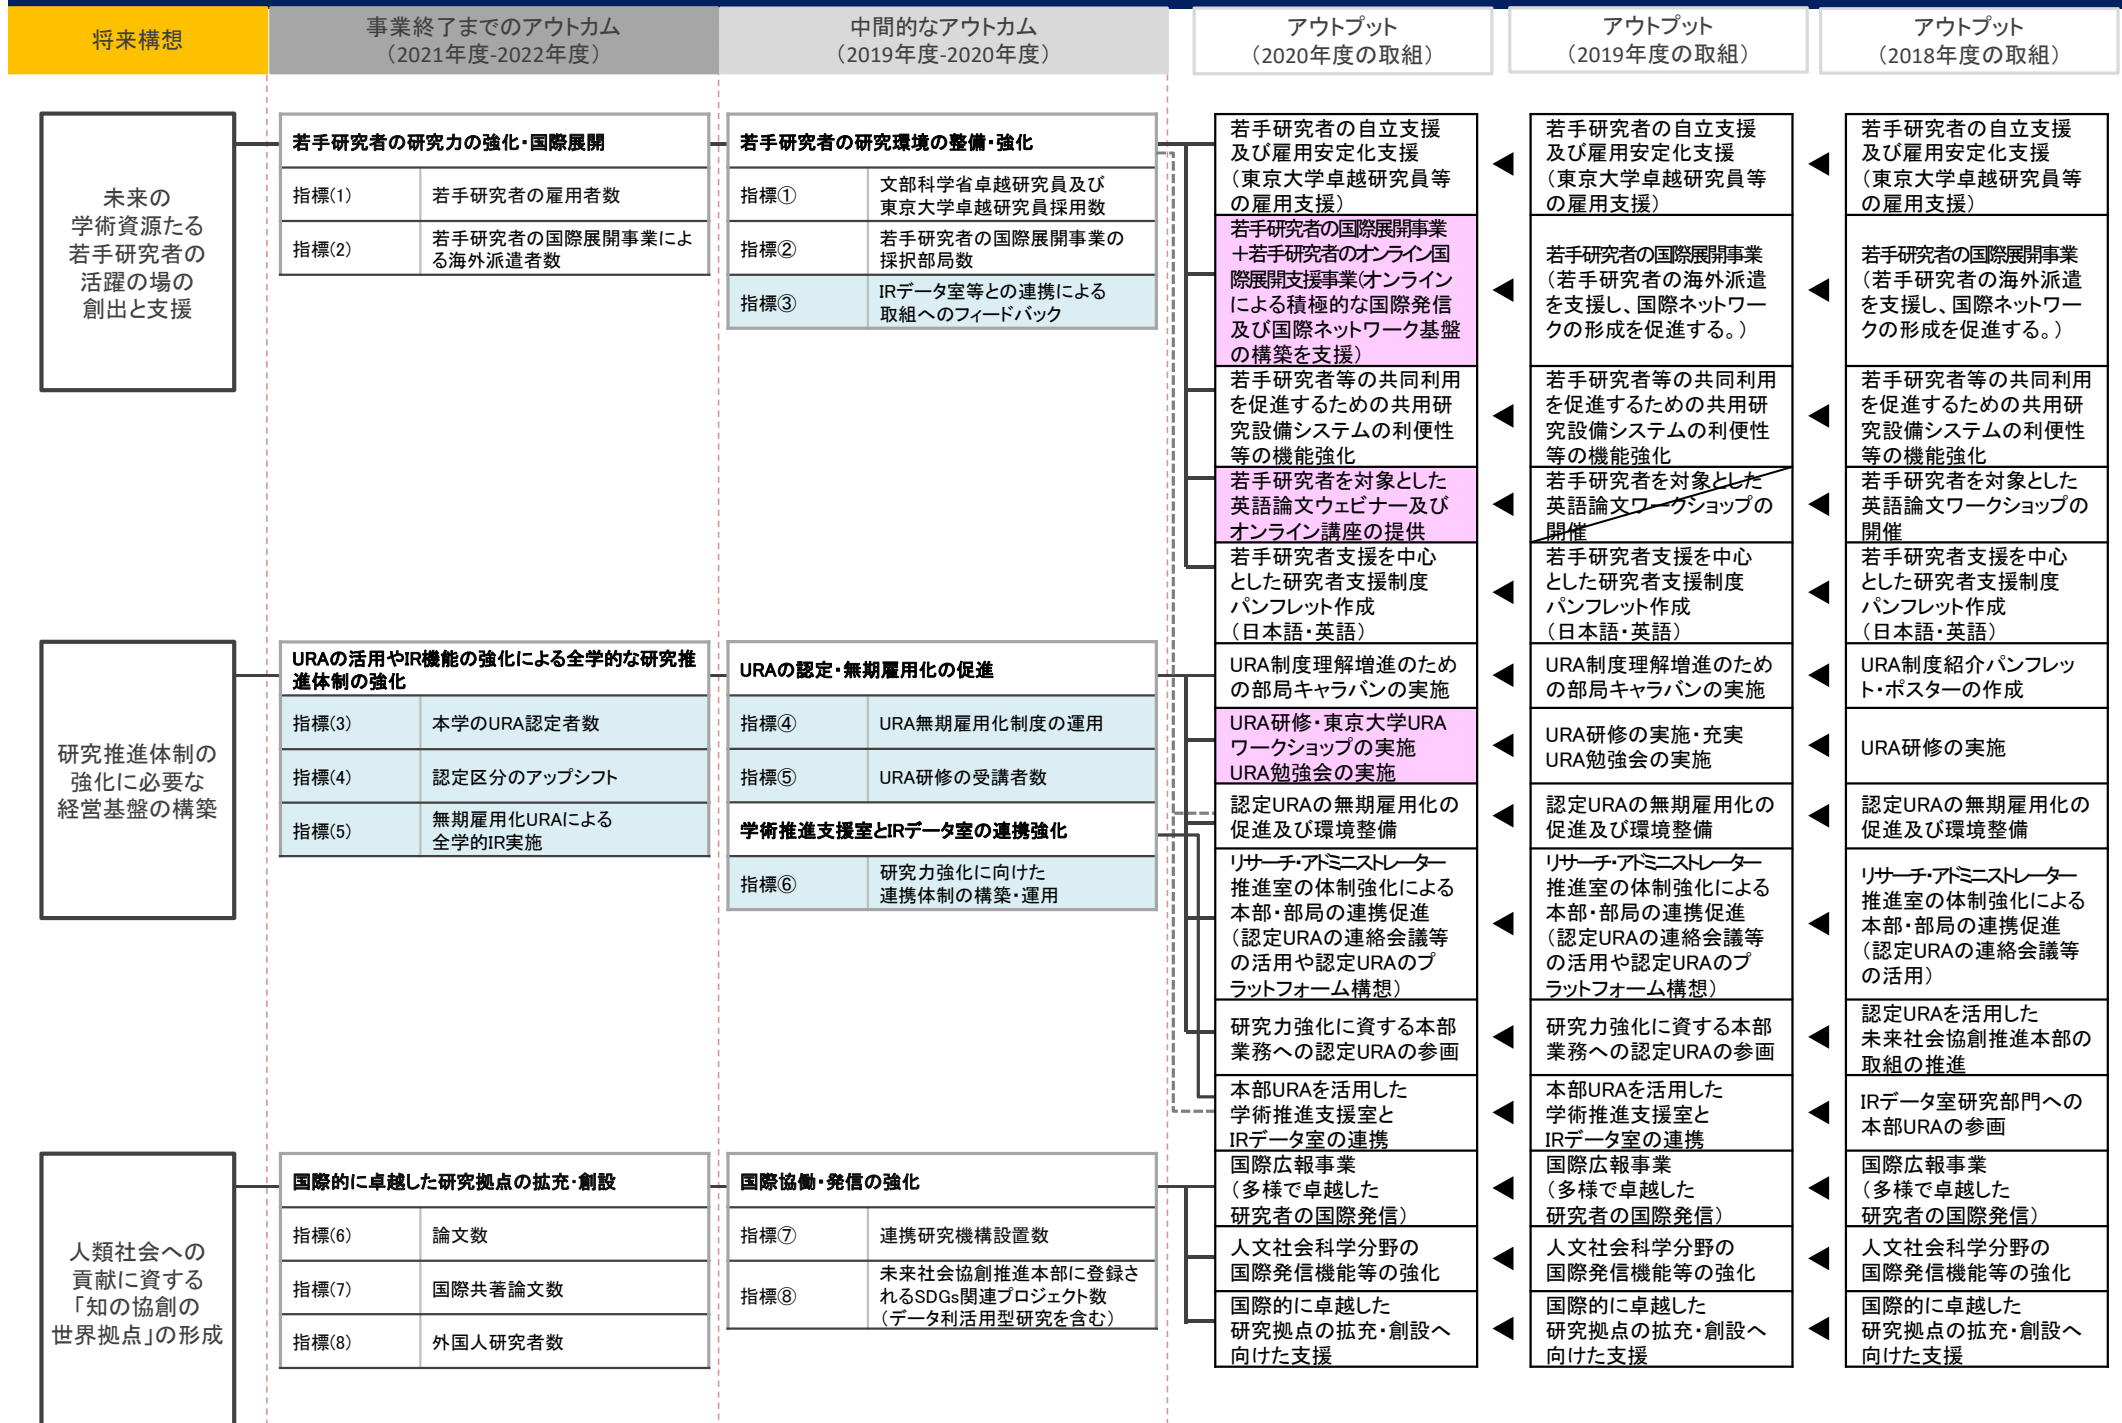 将来構想
事業終了までのアウトカム
（2021年度-2022年度）
中間的なアウトカム
（2019年度-2020年度）
アウトプット
（2020年度の取組）
アウトプット
（2019年度の取組）
アウトプット
（2018年度の取組）
未来の
学術資源たる
若手研究者の
活躍の場の
創出と支援
若手研究者の研究力の強化・国際展開
指標(1)
若手研究者の雇用者数
指標(2)
若手研究者の国際展開事業によ
る海外派遣者数
若手研究者の研究環境の整備・強化
指標①
文部科学省卓越研究員及び
東京大学卓越研究員採用数
指標②
若手研究者の国際展開事業の
採択部局数
指標③
IRデータ室等との連携による
取組へのフィードバック
若手研究者の自立支援
及び雇用安定化支援
（東京大学卓越研究員等
の雇用支援）
◀
若手研究者の自立支援
及び雇用安定化支援
（東京大学卓越研究員等
の雇用支援）
◀
若手研究者の自立支援
及び雇用安定化支援
（東京大学卓越研究員等
の雇用支援）
若手研究者の国際展開事業
＋若手研究者のオンライン国
際展開支援事業(オンライン
による積極的な国際発信
及び国際ネットワーク基盤
の構築を支援）
◀
若手研究者の国際展開事業
（若手研究者の海外派遣
を支援し、国際ネットワー
クの形成を促進する。）
◀
若手研究者の国際展開事業
（若手研究者の海外派遣
を支援し、国際ネットワー
クの形成を促進する。）
若手研究者等の共同利用
を促進するための共用研
究設備システムの利便性
等の機能強化
◀
若手研究者等の共同利用
を促進するための共用研
究設備システムの利便性
等の機能強化
◀
若手研究者等の共同利用
を促進するための共用研
究設備システムの利便性
等の機能強化
若手研究者を対象とした
英語論文ウェビナー及び
オンライン講座の提供
◀
若手研究者を対象とした
英語論文ワークショップの
開催
◀
若手研究者を対象とした
英語論文ワークショップの
開催
若手研究者支援を中心
とした研究者支援制度
パンフレット作成
（日本語・英語）
◀
若手研究者支援を中心
とした研究者支援制度
パンフレット作成
（日本語・英語）
◀
若手研究者支援を中心
とした研究者支援制度
パンフレット作成
（日本語・英語）
研究推進体制の
強化に必要な
経営基盤の構築
URAの活用やIR機能の強化による全学的な研究推
進体制の強化
指標(3)
本学のURA認定者数
指標(4)
認定区分のアップシフト
指標(5)
無期雇用化URAによる
全学的IR実施
URAの認定・無期雇用化の促進
指標④
URA無期雇用化制度の運用
指標⑤
URA研修の受講者数
学術推進支援室とIRデータ室の連携強化
指標⑥
研究力強化に向けた
連携体制の構築・運用
URA制度理解増進のため
の部局キャラバンの実施
◀
URA制度理解増進のため
の部局キャラバンの実施
◀
URA制度紹介パンフレッ
ト・ポスターの作成
URA研修・東京大学URA
ワークショップの実施
URA勉強会の実施
◀
URA研修の実施・充実
URA勉強会の実施
◀
URA研修の実施
認定URAの無期雇用化の
促進及び環境整備
◀
認定URAの無期雇用化の
促進及び環境整備
◀
認定URAの無期雇用化の
促進及び環境整備
リサーチ・アドミニストレーター
推進室の体制強化による
本部・部局の連携促進
（認定URAの連絡会議等
の活用や認定URAのプ
ラットフォーム構想）
◀
リサーチ・アドミニストレーター
推進室の体制強化による
本部・部局の連携促進
（認定URAの連絡会議等
の活用や認定URAのプ
ラットフォーム構想）
◀
リサーチ・アドミニストレーター
推進室の体制強化による
本部・部局の連携促進
（認定URAの連絡会議等
の活用）
研究力強化に資する本部
業務への認定URAの参画
◀
研究力強化に資する本部
業務への認定URAの参画
◀
認定URAを活用した
未来社会協創推進本部の
取組の推進
本部URAを活用した
学術推進支援室と
IRデータ室の連携
◀
本部URAを活用した
学術推進支援室と
IRデータ室の連携
◀
IRデータ室研究部門への
本部URAの参画
人類社会への
貢献に資する
「知の協創の
世界拠点」の形成
国際的に卓越した研究拠点の拡充・創設
指標(6)
論文数
指標(7)
国際共著論文数
指標(8)
外国人研究者数
国際協働・発信の強化
指標⑦
連携研究機構設置数
指標⑧
未来社会協創推進本部に登録さ
れるSDGs関連プロジェクト数
（データ利活用型研究を含む）
国際広報事業
（多様で卓越した
研究者の国際発信）
◀
国際広報事業
（多様で卓越した
研究者の国際発信）
◀
国際広報事業
（多様で卓越した
研究者の国際発信）
人文社会科学分野の
国際発信機能等の強化
◀
人文社会科学分野の
国際発信機能等の強化
◀
人文社会科学分野の
国際発信機能等の強化
国際的に卓越した
研究拠点の拡充・創設へ
向けた支援
◀
国際的に卓越した
研究拠点の拡充・創設へ
向けた支援
◀
国際的に卓越した
研究拠点の拡充・創設へ
向けた支援